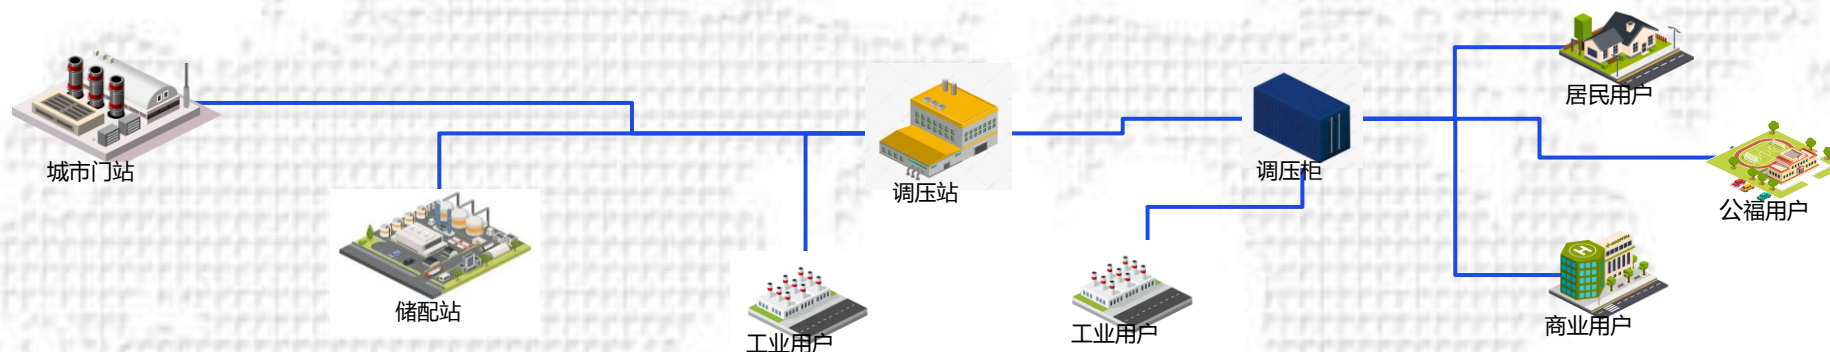 居民用户
城市门站
调压柜
调压站
公福用户
储配站
工业用户
工业用户
商业用户